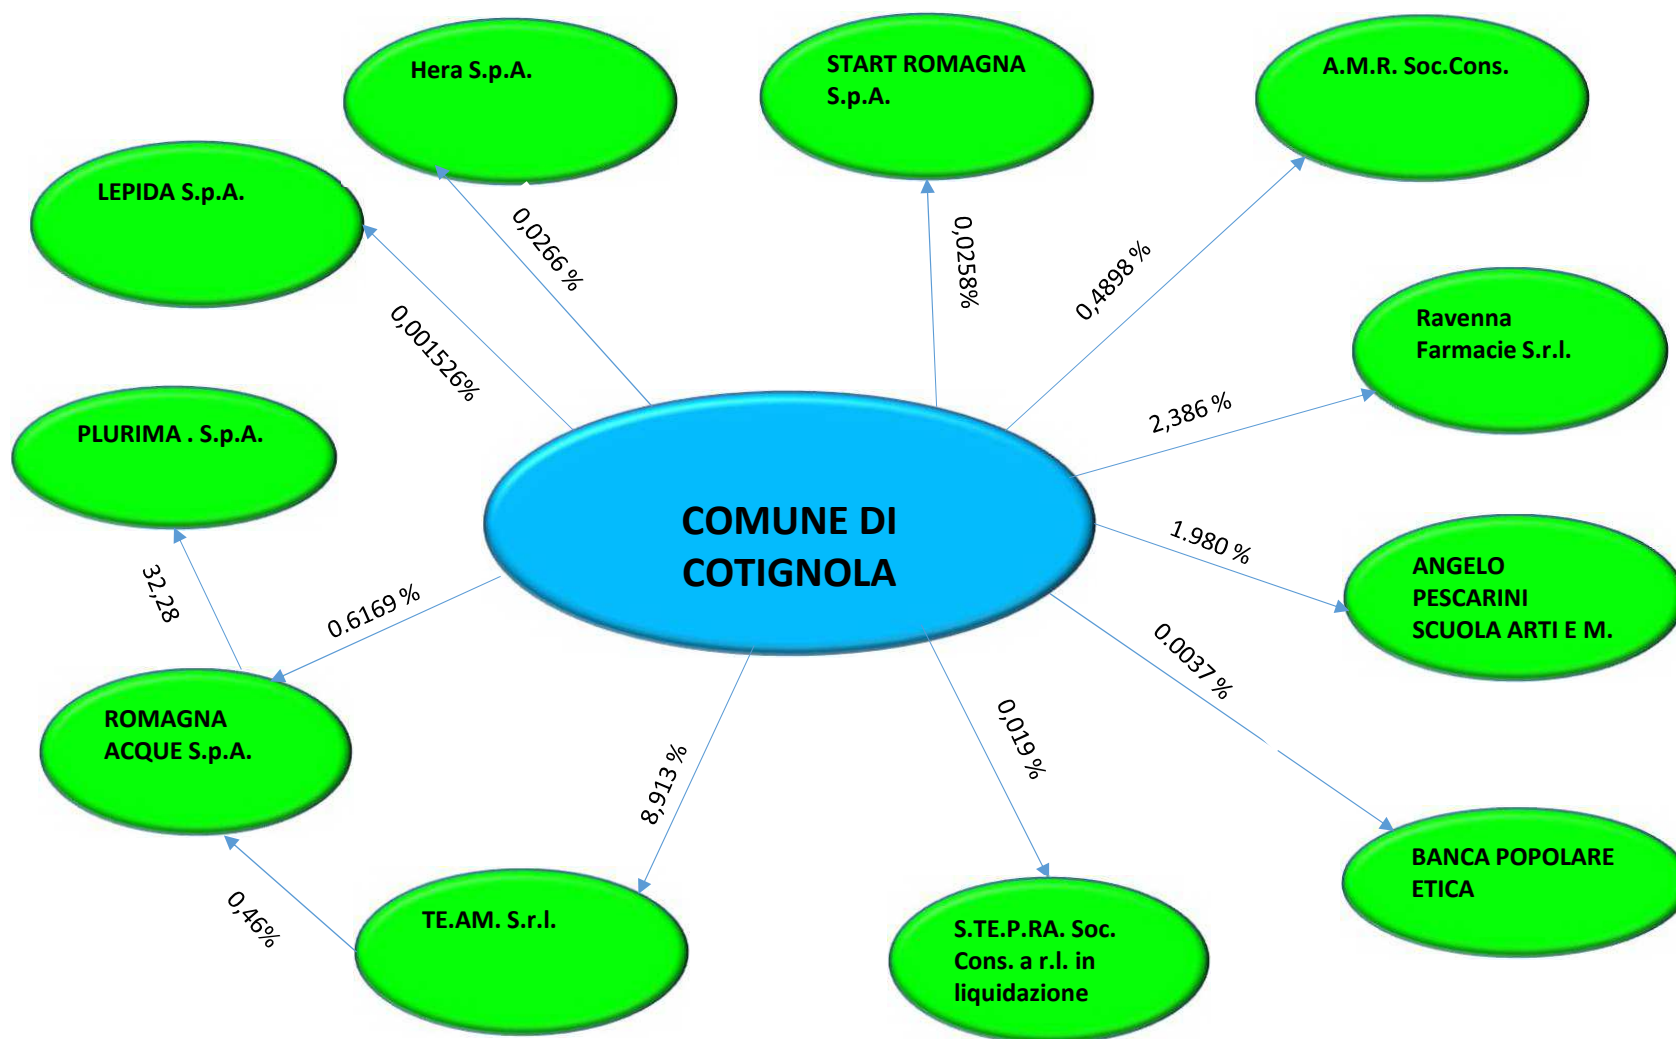 Hera S.p.A.
START ROMAGNA
S.p.A.
A.M.R. Soc.Cons.
LEPIDA S.p.A.
0,0266 %
0,0258%
0,4898 %
0,001526%
Ravenna
Farmacie S.r.l.
2,386 %
PLURIMA . S.p.A.
COMUNE DI
COTIGNOLA
1.980 %
ANGELO
PESCARINI
SCUOLA ARTI E M.
32,28
0.6169 %
0.0037 %
ROMAGNA
ACQUE S.p.A.
8,913 %
0,019 %
BANCA POPOLARE
ETICA
0,46%
TE.AM. S.r.l.
S.TE.P.RA. Soc.
Cons. a r.l. in
liquidazione